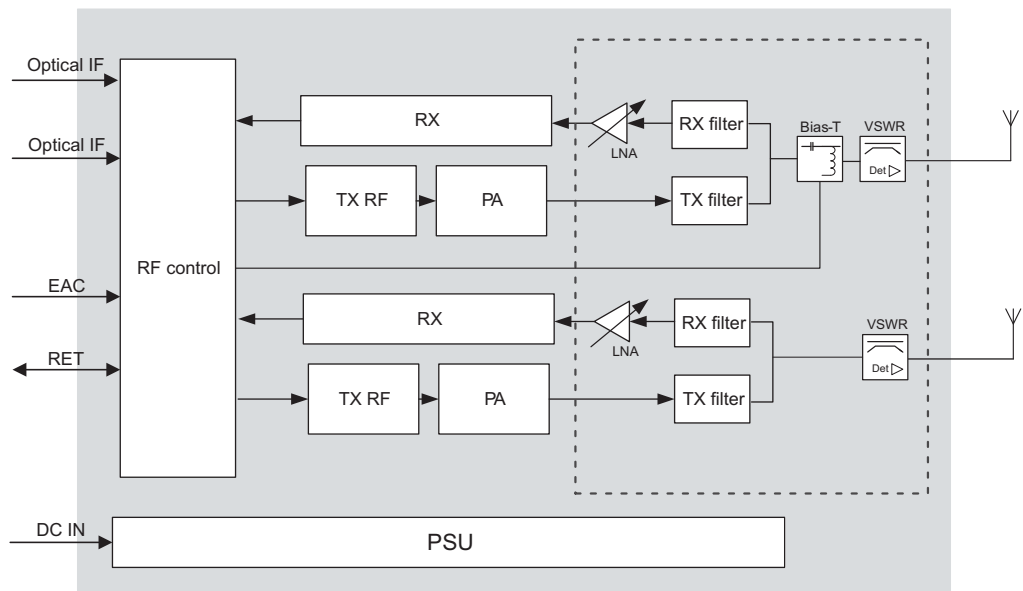 Optical IF
Optical IF
EAC
RET
DC IN
RF control
RX
LNA
RX filter
Bias-T
VSWR
Det
TX RF
PA
TX filter
RX
LNA
RX filter
VSWR
Det
TX RF
PA
TX filter
PSU